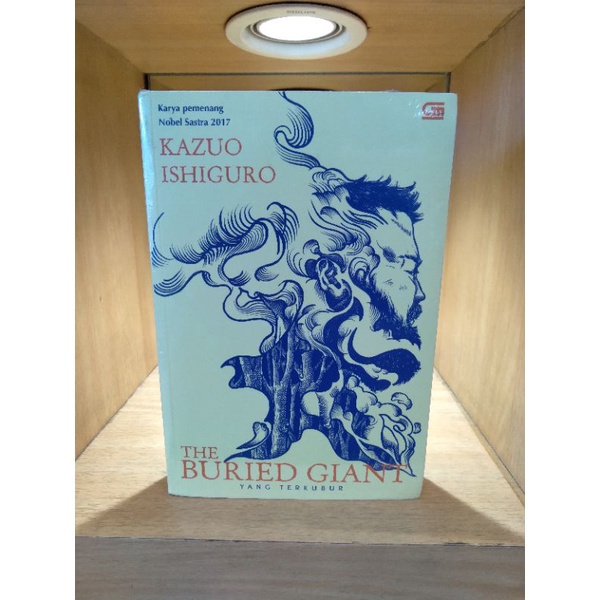 Karya pemenang
Nobel Sastra 2017
KAZUO
ISHIGURO
THE
BURIED GIANT
YANG TERKUBUR